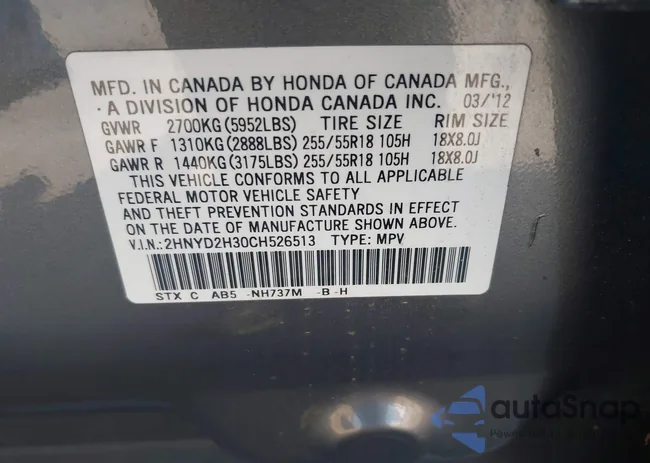 MFD. IN CANADA BY HONDA OF CANADA MFG.,
A DIVISION OF HONDA CANADA INC. 03/'12
GVWR 2700KG(5952LBS) TIRE SIZE RIM SIZE
GAWR F 1310KG(2888LBS) 255/55R18 105H 18X8.0J
GAWR R 1440KG(3175LBS) 255/55R18 105H 18X8.0J
THIS VEHICLE CONFORMS TO ALL APPLICABLE
FEDERAL MOTOR VEHICLE SAFETY
AND THEFT PREVENTION STANDARDS IN EFFECT
ON THE DATE OF MANUFACTURE SHOWN ABOVE.
V.I.N.: 2HNYD2H30CH526513 TYPE: MPV
STX C AB5 -NH737M -B -H
autoSnap